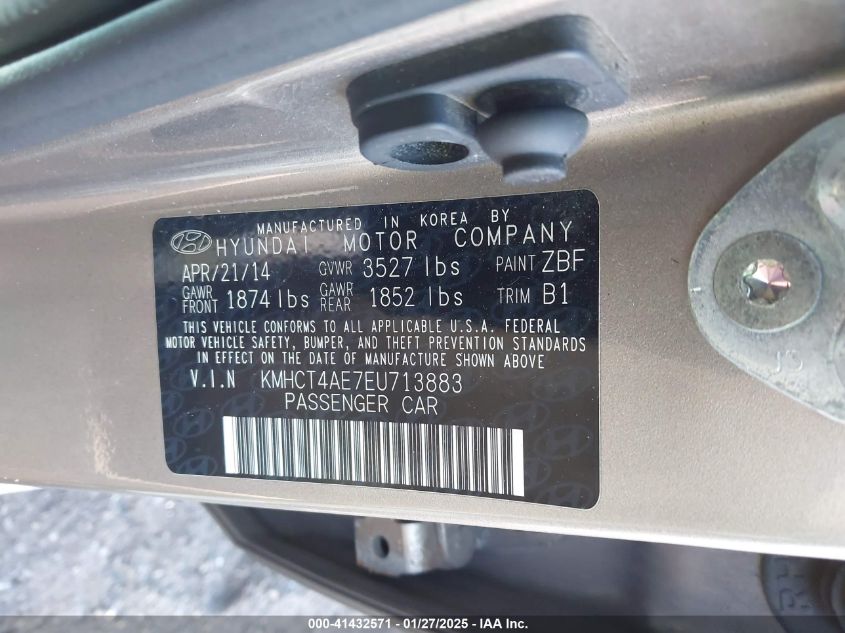 MANUFACTURED IN KOREA BY
HYUNDAI MOTOR COMPANY
APR/21/14 GVWR 3527 lbs PAINT ZBF
GAWR FRONT 1874 lbs GAWR REAR 1852 lbs TRIM B1
THIS VEHICLE CONFORMS TO ALL APPLICABLE U.S.A. FEDERAL
MOTOR VEHICLE SAFETY, BUMPER, AND THEFT PREVENTION STANDARDS
IN EFFECT ON THE DATE OF MANUFACTURE SHOWN ABOVE
V.I.N KMHCT4AE7EU713883
PASSENGER CAR
000-41432571 - 01/27/2025 - IAA Inc.